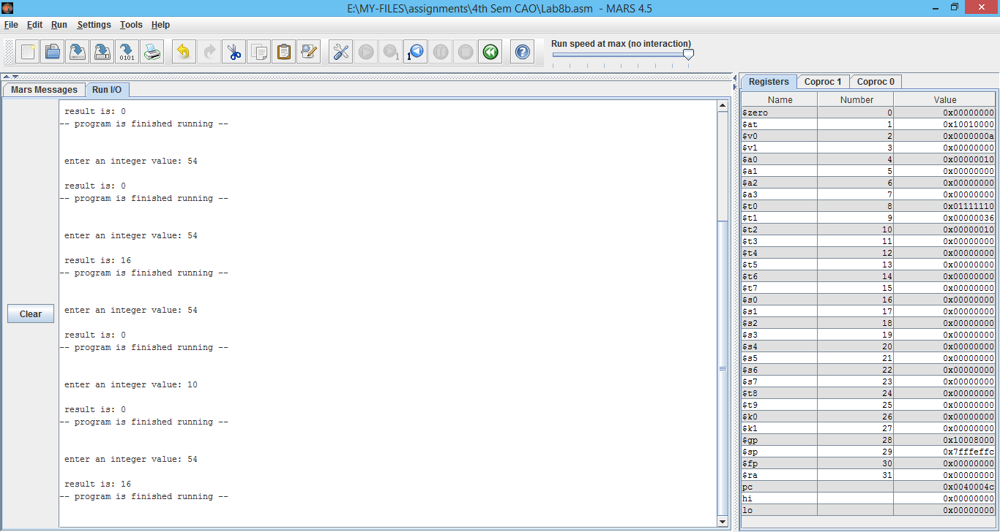 E:\MY-FILES\assignments\4th Sem CAO\Lab8b.asm - MARS 4.5
File Edit Run Settings Tools Help
0101
1
1
Run speed at max (no interaction)
Mars Messages Run I/O
Clear
result is: 0
-- program is finished running --
enter an integer value: 54
result is: 0
-- program is finished running --
enter an integer value: 54
result is: 16
-- program is finished running --
enter an integer value: 54
result is: 0
-- program is finished running --
enter an integer value: 10
result is: 0
-- program is finished running --
enter an integer value: 54
result is: 16
-- program is finished running --
Registers Coproc 1 Coproc 0
Name Number Value
$zero 0 0x00000000
$at 1 0x10010000
$v0 2 0x0000000a
$v1 3 0x00000000
$a0 4 0x00000010
$a1 5 0x00000000
$a2 6 0x00000000
$a3 7 0x00000000
$t0 8 0x01111110
$t1 9 0x00000036
$t2 10 0x00000010
$t3 11 0x00000000
$t4 12 0x00000000
$t5 13 0x00000000
$t6 14 0x00000000
$t7 15 0x00000000
$s0 16 0x00000000
$s1 17 0x00000000
$s2 18 0x00000000
$s3 19 0x00000000
$s4 20 0x00000000
$s5 21 0x00000000
$s6 22 0x00000000
$s7 23 0x00000000
$t8 24 0x00000000
$t9 25 0x00000000
$k0 26 0x00000000
$k1 27 0x00000000
$gp 28 0x10008000
$sp 29 0x7fffeffc
$fp 30 0x00000000
$ra 31 0x00000000
pc 0x0040004c
hi 0x00000000
lo 0x00000000